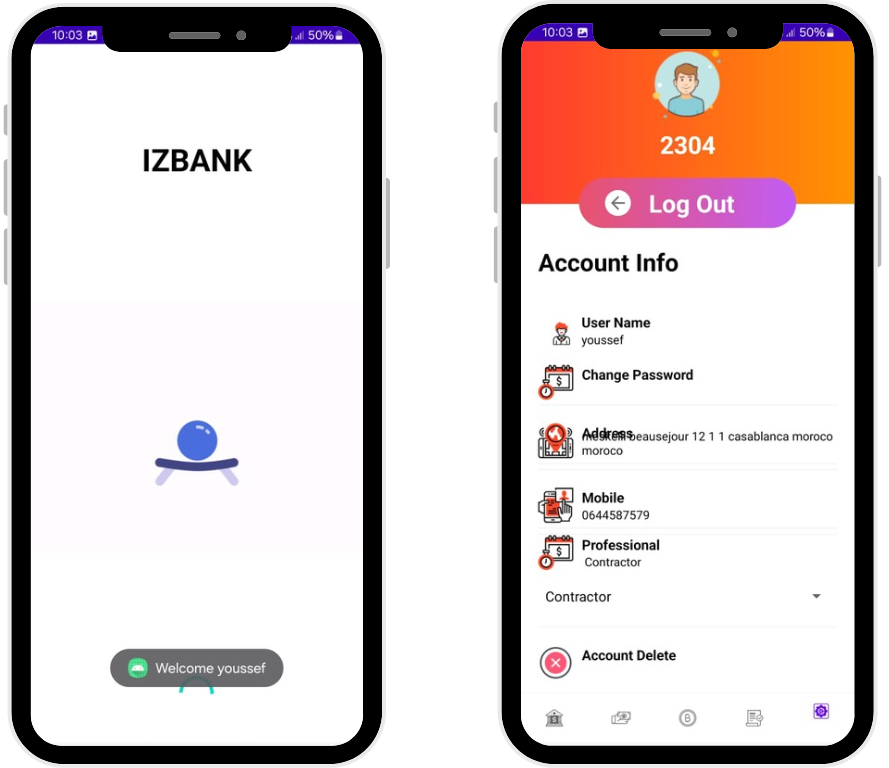 10:03
50%
IZBANK
Welcome youssef
10:03
50%
2304
Log Out
Account Info
User Name
youssef
Change Password
Address
beausejour 12 1 1 casablanca moroco
moroco
Mobile
0644587579
Professional
Contractor
Contractor
Account Delete